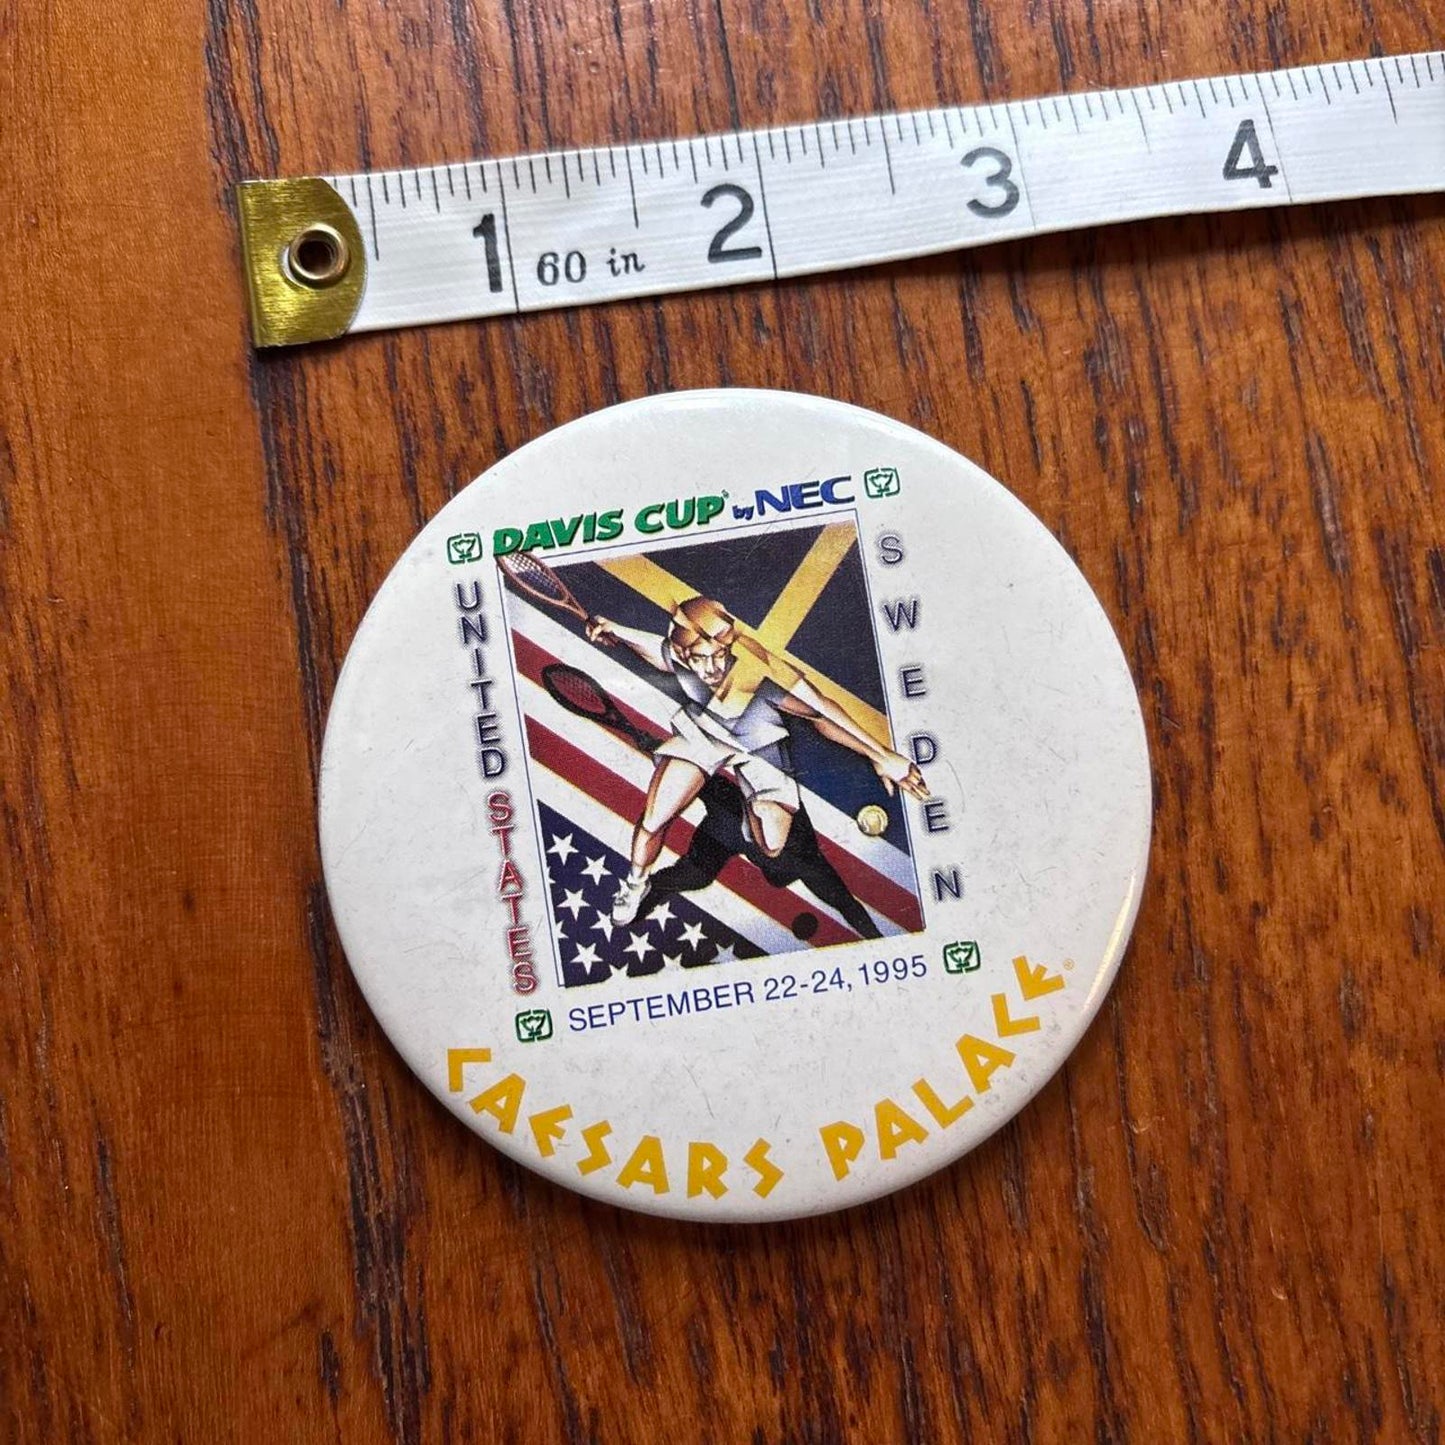 1 2 3 4
60 in
DAVIS CUP® by NEC
UNITED STATES
SWEDEN
SEPTEMBER 22-24, 1995
CAESARS PALACE®